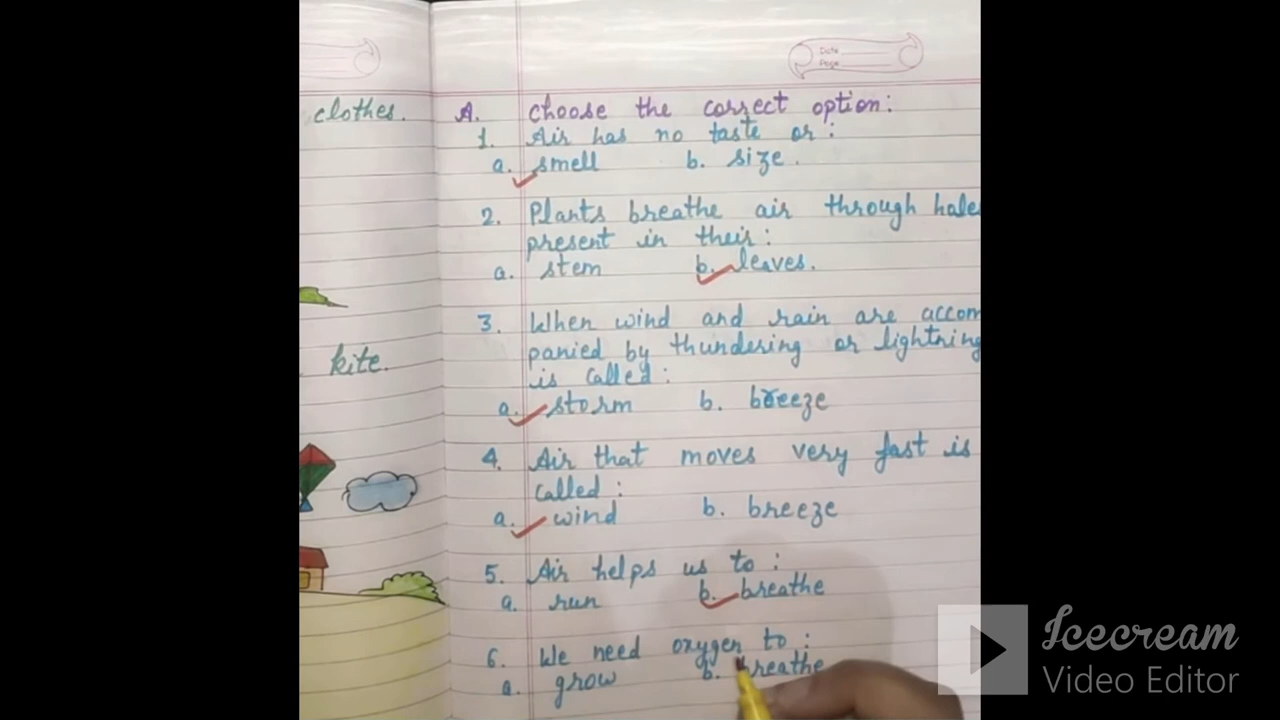 Date
Page
clothes.
kite.
A. Choose the correct option:
1. Air has no taste or:
a. smell b. size.
2. Plants breathe air through hole
present in their:
a. stem b. leaves.
3. When wind and rain are accom
panied by thundering or lightning
is called:
a. storm b. breeze
4. Air that moves very fast is
called:
a. wind b. breeze
5. Air helps us to:
a. run b. breathe
6. We need oxygen to:
a. grow b. breathe
Icecream
Video Editor